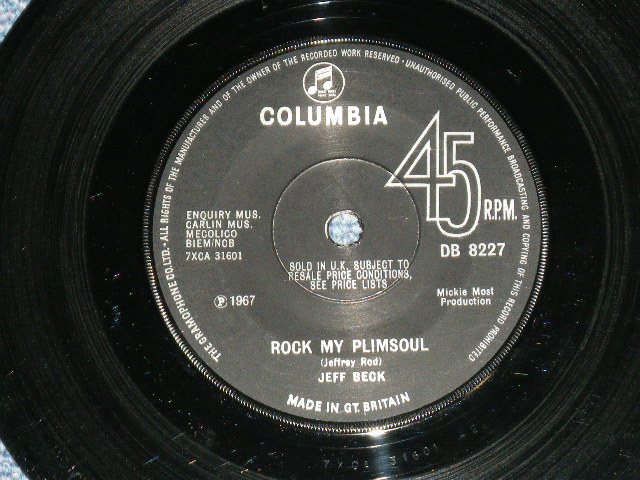 THE GRAMOPHONE CO. LTD. · ALL RIGHTS OF THE MANUFACTURER AND OF THE OWNER OF THE RECORDED WORK RESERVED · UNAUTHORISED PUBLIC PERFORMANCE BROADCASTING AND COPYING OF THIS RECORD PROHIBITED
COLUMBIA
45 R.P.M.
ENQUIRY MUS.
CARLIN MUS.
MECOLICO
BIEM/NCB
7XCA 31601
DB 8227
SOLD IN U.K. SUBJECT TO
RESALE PRICE CONDITIONS,
SEE PRICE LISTS
℗ 1967
Mickie Most
Production
ROCK MY PLIMSOUL
(Jeffrey Rod)
JEFF BECK
MADE IN GT. BRITAIN